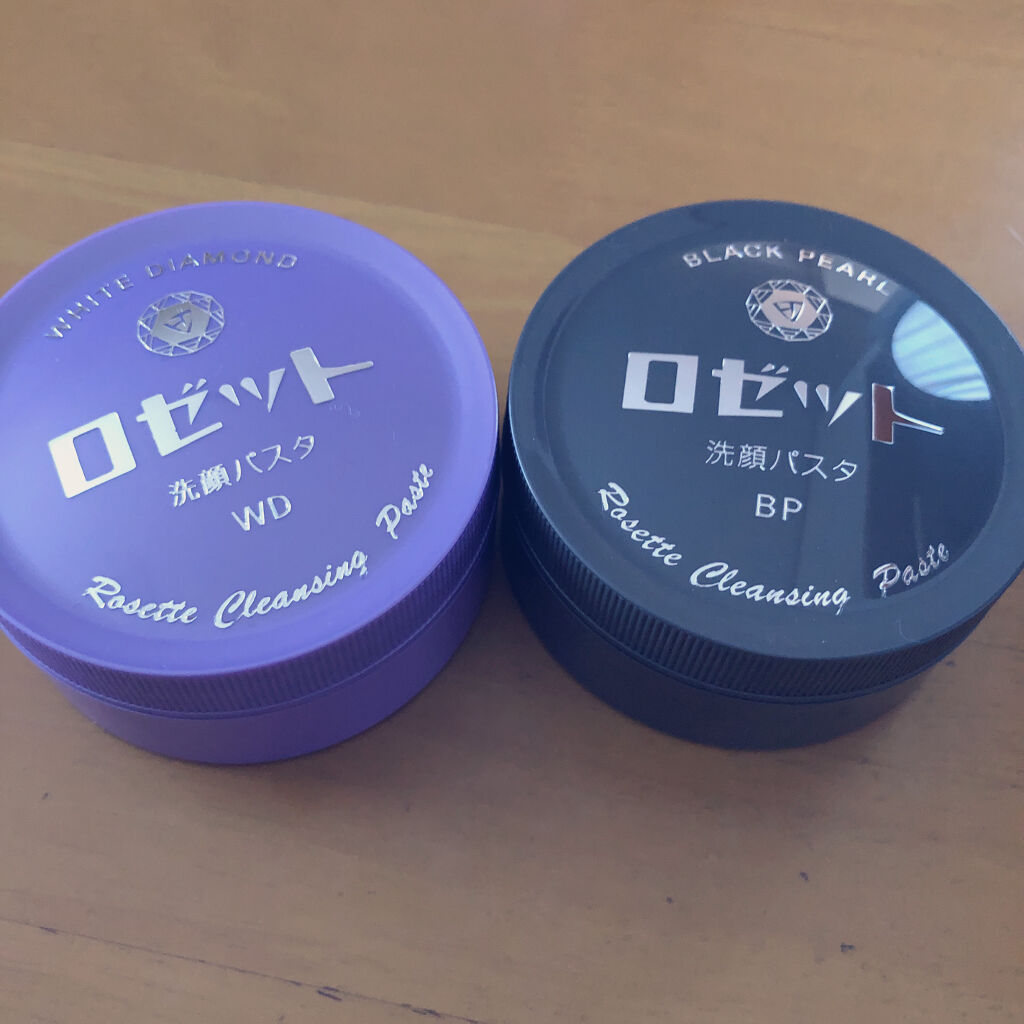 WHITE DIAMOND
ロゼット
洗顔パスタ
WD
Rosette Cleansing Paste
BLACK PEARL
ロゼット
洗顔パスタ
BP
Rosette Cleansing Paste